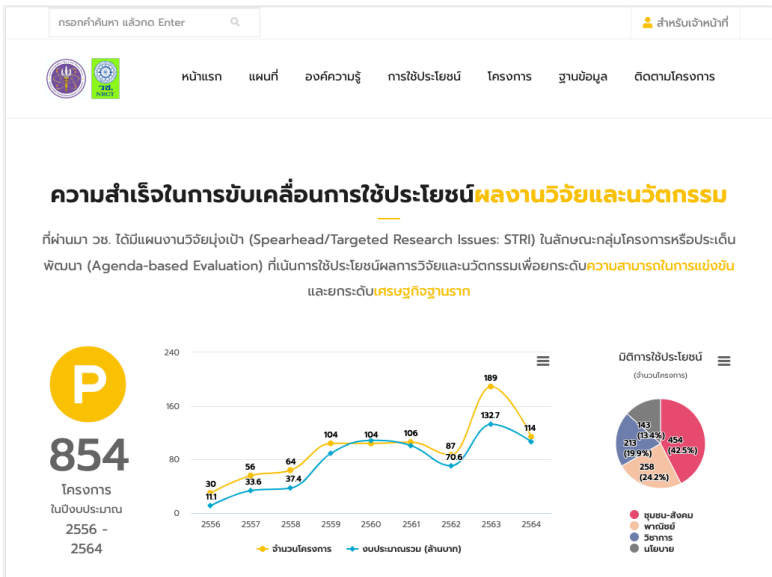 กรอกคำค้นหา แล้วกด Enter
สำหรับเจ้าหน้าที่
วช.
NRCT
หน้าแรก แผนที่ องค์ความรู้ การใช้ประโยชน์ โครงการ ฐานข้อมูล ติดตามโครงการ
ความสำเร็จในการขับเคลื่อนการใช้ประโยชน์ผลงานวิจัยและนวัตกรรม
ที่ผ่านมา วช. ได้มีแผนงานวิจัยมุ่งเป้า (Spearhead/Targeted Research Issues: STRI) ในลักษณะกลุ่มโครงการหรือประเด็น
พัฒนา (Agenda-based Evaluation) ที่เน้นการใช้ประโยชน์ผลการวิจัยและนวัตกรรมเพื่อยกระดับความสามารถในการแข่งขัน
และยกระดับเศรษฐกิจฐานราก
P
854
โครงการ
ในปีงบประมาณ
2556 -
2564
240
160
80
0
30
56
64
104
104
106
87
189
114
11.1
33.6
37.4
70.6
132.7
2556 2557 2558 2559 2560 2561 2562 2563 2564
จำนวนโครงการ งบประมาณรวม (ล้านบาท)
มิติการใช้ประโยชน์
(จำนวนโครงการ)
143
(13.4%)
454
(42.5%)
213
(19.9%)
258
(24.2%)
ชุมชน-สังคม
พาณิชย์
วิชาการ
นโยบาย